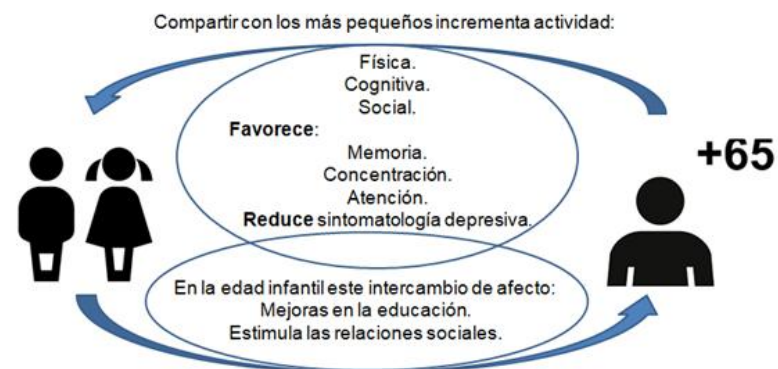 Compartir con los más pequeños incrementa actividad:
Física.
Cognitiva.
Social.
Favorece:
Memoria.
Concentración.
Atención.
Reduce sintomatología depresiva.
+65
En la edad infantil este intercambio de afecto:
Mejoras en la educación.
Estimula las relaciones sociales.